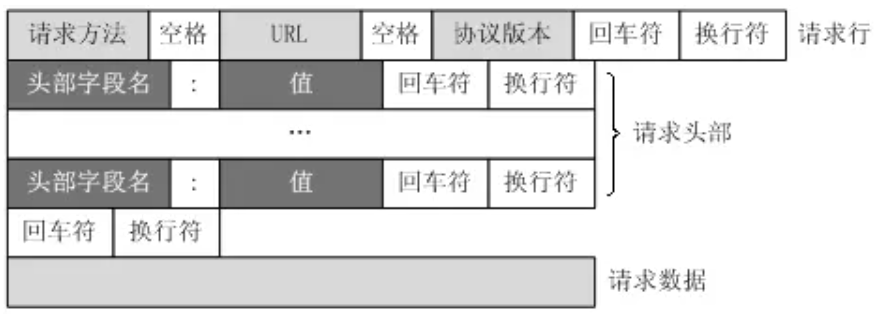 请求方法 空格 URL 空格 协议版本 回车符 换行符 请求行
头部字段名 : 值 回车符 换行符
… 请求头部
头部字段名 : 值 回车符 换行符
回车符 换行符
请求数据